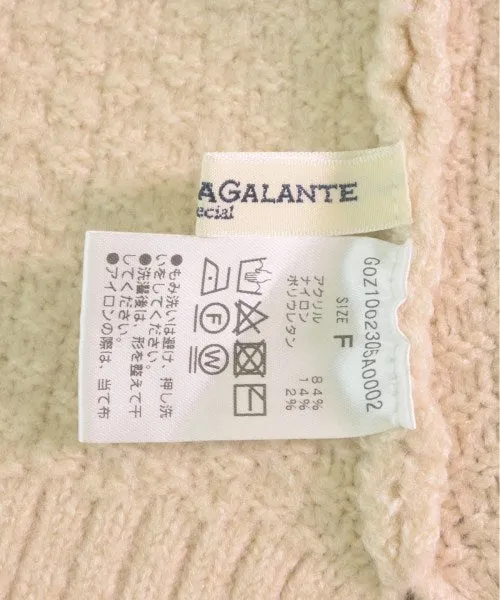 AGALANTE
ecial
GOZ1002305A0002
SIZE F
アクリル 84%
ナイロン 14%
ポリウレタン 2%
●もみ洗いは避け、押し洗
いをしてください。
●洗濯後は、形を整えて干
してください。
●アイロンの際は、当て布